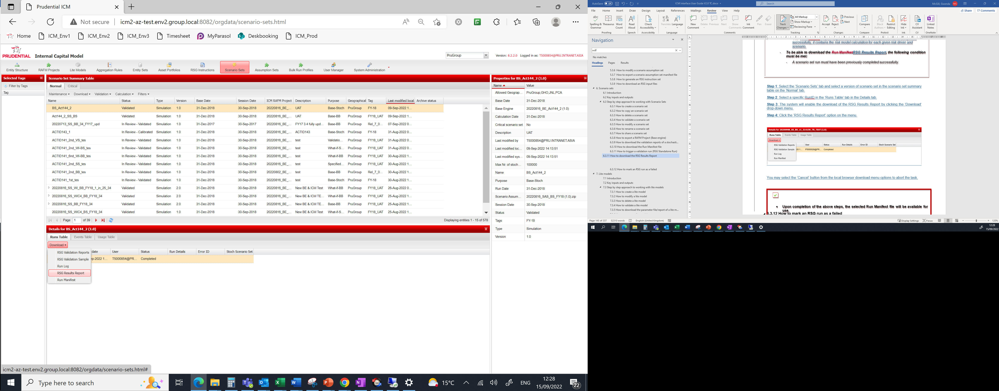 Prudential ICM
Not secure icm2-az-test.env2.group.local:8082/orgdata/scenario-sets.html
Home ICM_Env1 ICM_Env2 ICM_Env3 Timesheet MyParasol Deskbooking ICM_Prod
PRUDENTIAL Internal Capital Model
PruGroup Version: 8.2.2.0 Logged in as: T5000854@PRU.INTRANET.ASIA
Entity Structure RAFM Projects Lite Models Aggregation Rules Entity Sets Asset Portfolios RSG Instructions Scenario Sets Assumption Sets Bulk Run Profiles User Manager System Administration
Selected Tags
Filter by Tags
Tag
Scenario Set Summary Table
Normal Critical
Maintenance Download Validation Calculation Filters
Name Status Type Version Base Date Session Date ICM RAFM Project Description Purpose Geographical Tag Last modified local Archive status
BS_Act144_2 Validated Simulation 1.0 31-Dec-2018 30-Sep-2018 20220816_BE_... UAT Base-Stoch PruGroup FY-18 09-Sep-2022 1...
Act144_2_SS_BS Validated Simulation 1.0 31-Dec-2018 30-Sep-2018 20220816_BE_... UAT Base-BB PruGroup FY18_UAT 09-Sep-2022 1...
20220713_SS_BB_34_FY17_upd In Review - Validated Simulation 1.0 31-Dec-2017 30-Sep-2017 20220816_BE_... FY17 3.4 fully upd... Base-BB PruGroup Rel_7_0... 07-Sep-2022 0...
ACTID143_1 In Review - Calibrated Simulation 1.0 31-Dec-2018 30-Sep-2018 20220816_BE_... ACTID143 Base-Stoch PruGroup FY-18 31-Aug-2022 0...
ACTID141_2nd_VS_tes In Review - Validated Simulation 1.0 31-Dec-2018 30-Sep-2018 20220816_BE_... test Validatio... PruGroup FY18_UAT 31-Aug-2022 0...
ACTID141_2nd_WI-BS_tes In Review - Validated Simulation 1.0 31-Dec-2018 30-Sep-2018 20220816_BE_... test What-if-S... PruGroup FY18_UAT 31-Aug-2022 0...
ACTID141_6nd_WI-BB_tes In Review - Validated Simulation 1.0 31-Dec-2018 30-Sep-2018 20220816_BE_... test What-if-BB PruGroup FY18_UAT 30-Aug-2022 1...
ACTID141_2nd_SS_tes In Review - Validated Simulation 1.0 31-Dec-2018 30-Sep-2018 20220816_BE_... test Specified... PruGroup FY18_UAT 30-Aug-2022 1...
ACTID141_2nd_BB_tes In Review - Validated Simulation 1.0 31-Dec-2018 30-Sep-2018 20220802_BE_... test Base-BB PruGroup Rel_7_0... 30-Aug-2022 1...
ACTID141_1st_tes In Review - Validated Simulation 1.0 31-Dec-2018 30-Sep-2018 20220816_BE_... test Base-Stoch PruGroup FY-18 30-Aug-2022 1...
20220816_SS_WI_BB_FY18_1_in_25_34 Validated Simulation 2.0 31-Dec-2018 30-Sep-2018 20220816_BE_... New BE & ICM Test What-if-BB PruGroup FY18_UAT 26-Aug-2022 0...
20220816_SS_WIC4_BB_FY18_34 Validated Simulation 2.0 31-Dec-2018 30-Sep-2018 20220816_BE_... New BE & ICM TE... What-if-BB PruGroup FY18_UAT 25-Aug-2022 1...
20220816_SS_BB_FY18_34 Validated Simulation 2.0 31-Dec-2018 30-Sep-2018 20220816_BE_... New BE & ICM TE... Base-BB PruGroup FY18_UAT 25-Aug-2022 1...
20220816_SS_WIC4_BS_FY18_34 Validated Simulation 1.0 31-Dec-2018 30-Sep-2018 20220816_BE_... New BE & ICM Test What-if-S... PruGroup FY18_UAT 25-Aug-2022 1...
Page 1 of 39 Displaying entities 1 - 15 of 578
Details for BS_Act144_2 (1.0)
Runs Table Events Table Usage Table
Download
date User Status Run Details Error ID Stoch Scenario Set
ep-2022 1... T5000854@PR... Completed
RSG Validation Reports
RSG Validation Sample
Run Log
RSG Results Report
Run Manifest
Properties for BS_Act144_2 (1.0)
Name Value
Allowed Geograp... PruGroup,GHO,JNL,PCA
Base Date 31-Dec-2018
Base Engine 20220816_BE_Act144_2 (1.0)
Calculation Date 31-Dec-2018
Critical scenario set No
Description UAT
Last modified by T5000854@PRU.INTRANET.ASIA
Last modified loc... 09-Sep-2022 14:13:51
Last modified sys... 09-Sep-2022 14:13:51
Max Nr. of stoch... 100000
Name BS_Act144_2
Purpose Base-Stoch
Run Date 31-Dec-2018
Scenario Assum... 20220816_SAS_BS_FY18 (1.0).zip
Session Date 30-Sep-2018
Status Validated
Tags FY-18
Type Simulation
Version 1.0
icm2-az-test.env2.group.local:8082/orgdata/scenario-sets.html#
Type here to search
15°C ENG 12:28 15/09/2022 22
AutoSave Off ICM Interface User Guide V2.0 TC.docx Search McGill, Gwenda MG
File Home Insert Draw Design Layout References Mailings Review View Help Share Comments
Spelling & Grammar Thesaurus Word Count Read Aloud Check Accessibility Translate Language New Comment Delete Previous Next Show Comments Ink Comment Pen Eraser Track Changes All Markup Show Markup Reviewing Pane Accept Reject Previous Next Compare Block Authors Restrict Editing Hide Ink CV Assistant Linked Notes
Proofing Speech Accessibility Language Comments Tracking Changes Compare Protect Ink CV OneNote
Navigation
wdf
No matches
Headings Pages Results
5.3.6 How to modify a scenario assumption set
5.3.7 How to export a scenario assumption set manifest file
5.3.8 How to generate an RSG instruction set
5.3.9 How to download an RSG input files
6. Scenario sets
6.1 Introduction
6.2 Key inputs and outputs
6.3 Step by step approach to working with Scenario Sets
6.3.1 How to create a scenario set
6.3.2 How to copy an scenario set
6.3.3 How to delete a scenario set
6.3.4 How to validate a scenario set
6.3.5 How to modify a scenario set
6.3.6 How to rename a scenario set
6.3.7 How to share a scenario set
6.3.8 How to export a RAFM Project (Base engine)
6.3.9 How to download the validation reports of a stochasti...
6.3.10 How to download the Run Manifest file
6.3.11 How to trigger a validation run (RSG Standalone Run)
6.3.11 How to download the RSG Results Report
6.3.12 How to mark an RSG run as a failed
7. Lite models
7.1 Introduction
7.2 Key inputs and outputs
7.3 Step by step approach to working with lite models
7.3.1 How to create a lite model
7.3.2 How to modify a lite model
7.3.3 How to delete a lite model
7.3.4 How to validate a lite model
7.3.5 How to download the parameter file/report of a lite m...
successfully, it contains the risk model calculation for each given risk driver and
scenario.
To be able to download the Run ManifestRSG Results Report, the following condition
must be met:
- A scenario set run must have been previously completed successfully.
Step 1: Select the 'Scenario Sets' tab and select a version of scenario set in the scenario set summary
table on the 'Normal' tab.
Step 2: Select a specific RunID in the 'Runs Table' tab in the Details tab.
Step 3: The system will enable the download of the RSG Results Report by clicking the 'Download'
drop-down menu.
Step 4: Click the 'RSG Results Report' option on the menu.
Details for 20200908_SS_BS_v1_314159_TR_TEST (1.0)
Runs Table Events Table Usage Table
Download
User Status Run Details Error ID Stoch Scenario Set
20 1... P5000028@PR... Completed
RSG Validation Reports
RSG Validation Sample
Run Log
Run Manifest
You may select the 'Cancel' button from the local browser download menu options to abort the task.
• Upon completion of the above steps, the selected Run Manifest file will be available for
use.
6.3.12 How to mark an RSG run as a failed
Page 145 of 337 52310 words English (United Kingdom) Display Settings Focus 120%
12:28
15/09/2022